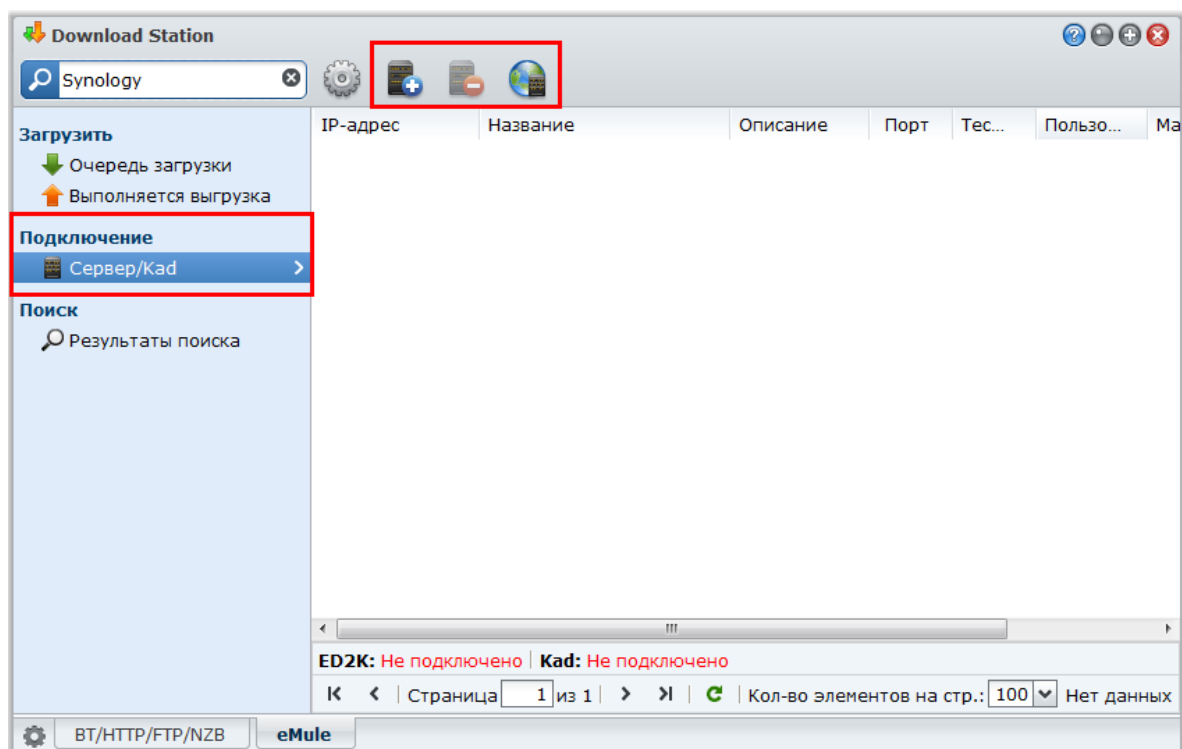 Download Station
Synology
Загрузить
Очередь загрузки
Выполняется выгрузка
Подключение
Сервер/Kad
Поиск
Результаты поиска
IP-адрес Название Описание Порт Тес... Пользо... Ма
ED2K: Не подключено Kad: Не подключено
Страница 1 из 1 Кол-во элементов на стр.: 100 Нет данных
BT/HTTP/FTP/NZB eMule